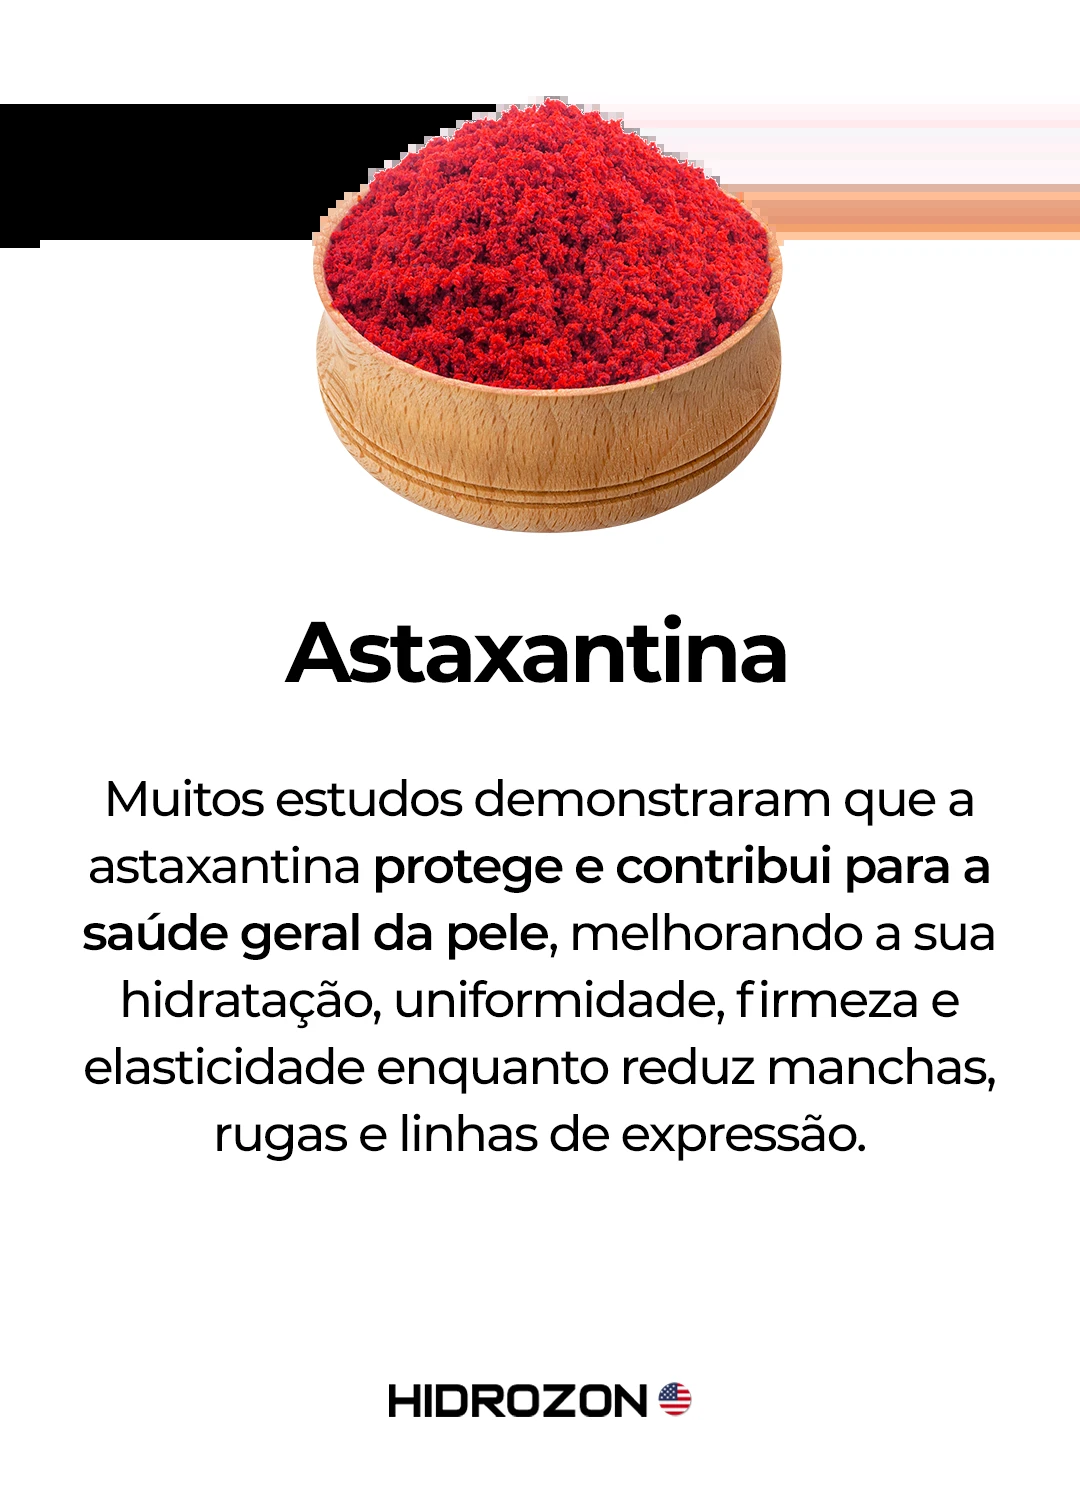 Astaxantina
Muitos estudos demonstraram que a
astaxantina protege e contribui para a
saúde geral da pele, melhorando a sua
hidratação, uniformidade, firmeza e
elasticidade enquanto reduz manchas,
rugas e linhas de expressão.
HIDROZON